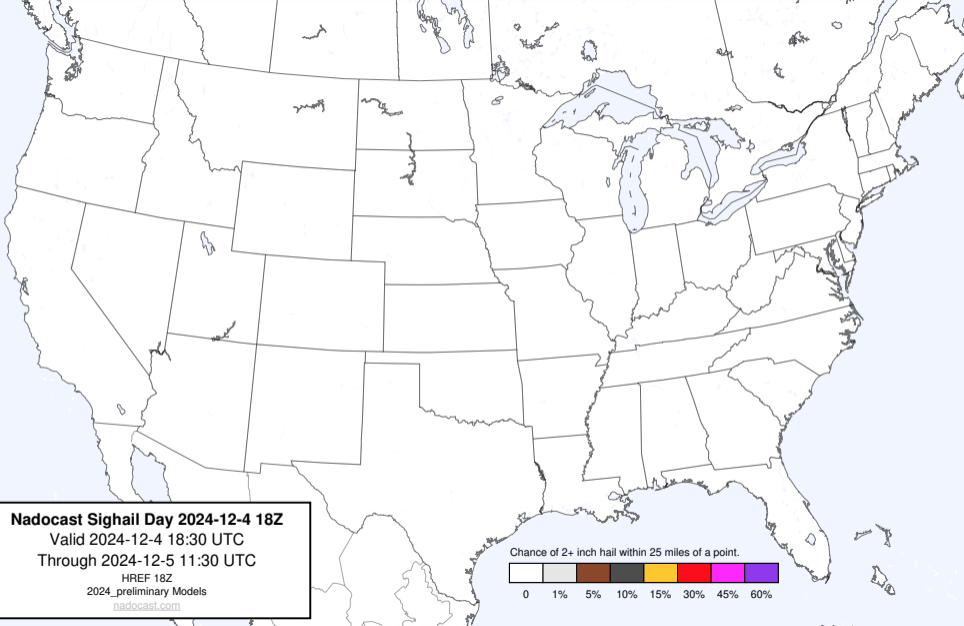 Nadocast Sighail Day 2024-12-4 18Z
Valid 2024-12-4 18:30 UTC
Through 2024-12-5 11:30 UTC
HREF 18Z
2024_preliminary Models
nadocast.com
Chance of 2+ inch hail within 25 miles of a point.
0 1% 5% 10% 15% 30% 45% 60%